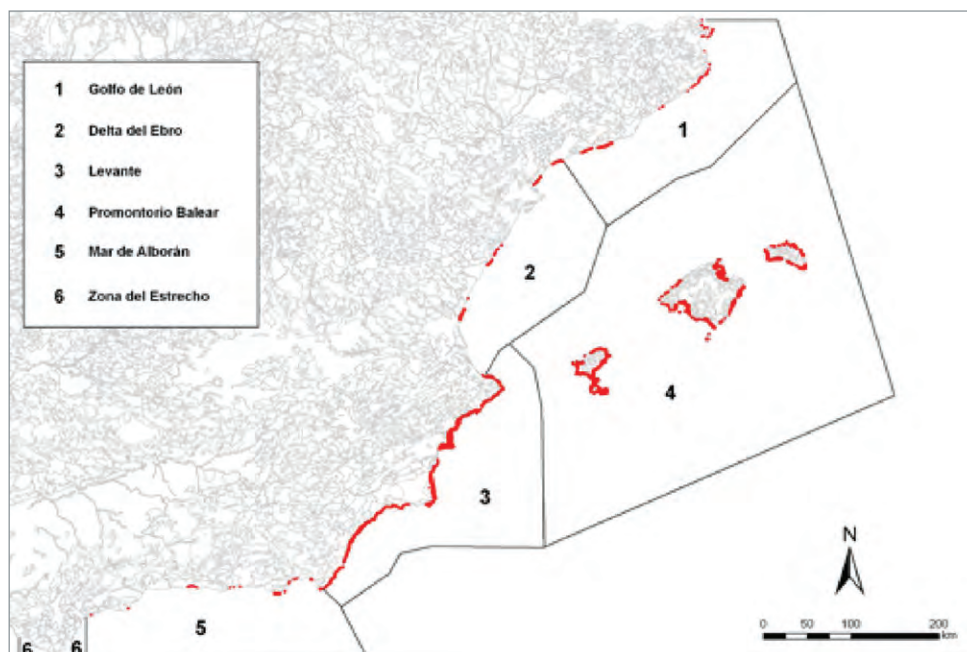 1 Golfo de León
2 Delta del Ebro
3 Levante
4 Promontorio Balear
5 Mar de Alborán
6 Zona del Estrecho
1
2
4
3
5
6 6
N
0 50 100 200
km